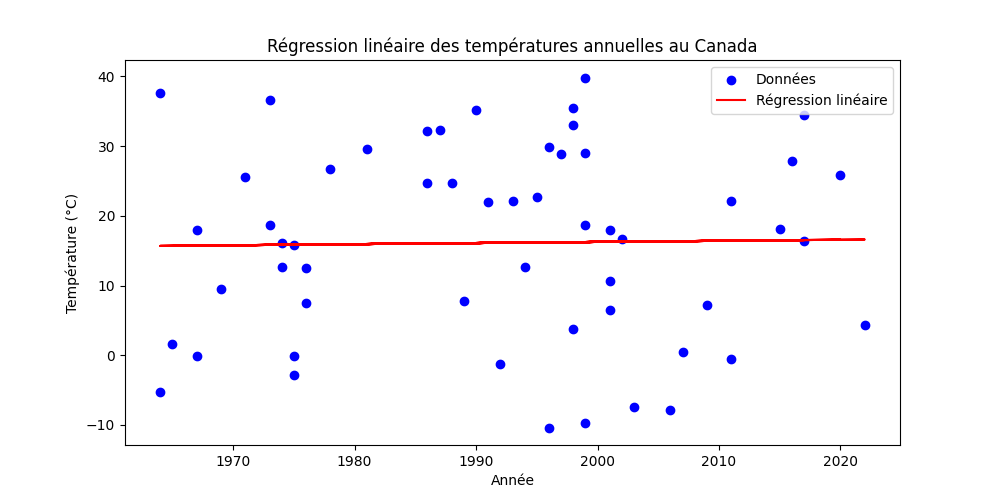 Régression linéaire des températures annuelles au Canada
Données
Régression linéaire
40
30
20
10
0
−10
Température (°C)
1970
1980
1990
2000
2010
2020
Année